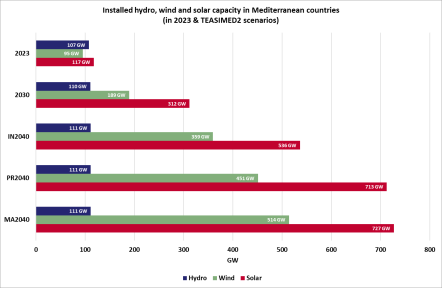 Installed hydro, wind and solar capacity in Mediterranean countries
(in 2023 & TEASIMED2 scenarios)
2023
107 GW
95 GW
117 GW
2030
110 GW
189 GW
312 GW
IN2040
111 GW
359 GW
536 GW
PR2040
111 GW
451 GW
713 GW
MA2040
111 GW
514 GW
727 GW
0 100 200 300 400 500 600 700 800
GW
Hydro Wind Solar